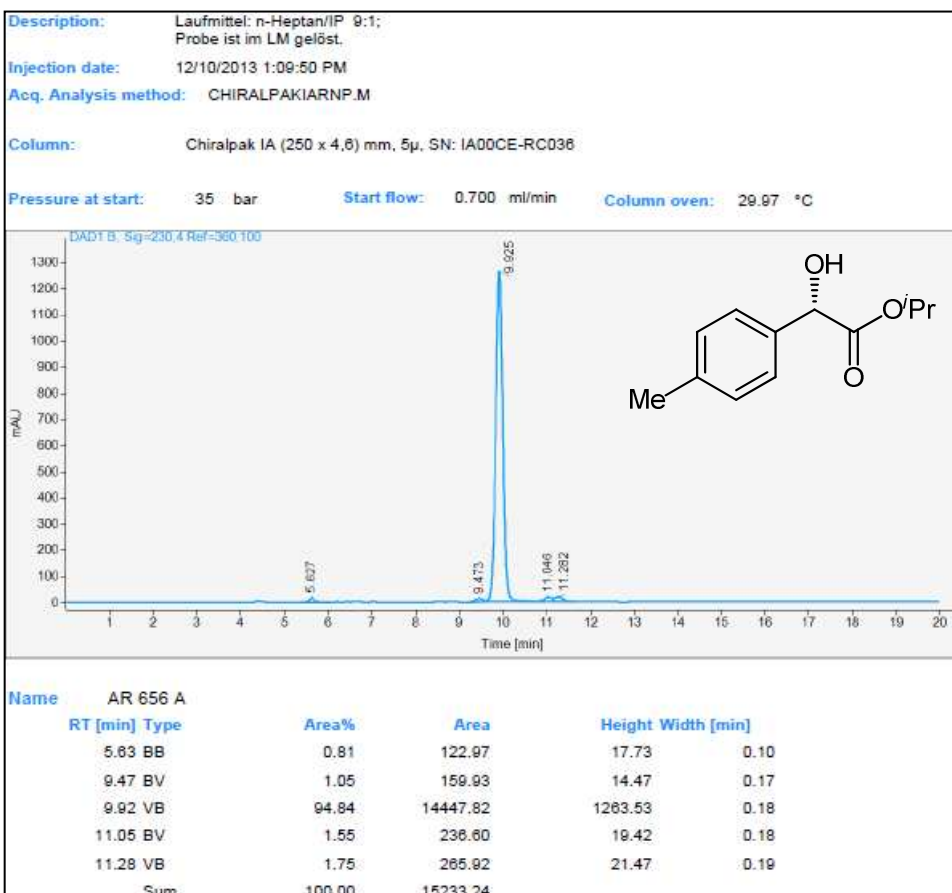 Description: Laufmittel: n-Heptan/IP 9:1;
Probe ist im LM gelöst.
Injection date: 12/10/2013 1:09:50 PM
Acq. Analysis method: CHIRALPAKIARNP.M
Column: Chiralpak IA (250 x 4,6) mm, 5µ, SN: IA00CE-RC036
Pressure at start: 35 bar Start flow: 0.700 ml/min Column oven: 29.97 °C
DAD1 B, Sig=230,4 Ref=360,100
mAU
1300
1200
1100
1000
900
800
700
600
500
400
300
200
100
0
5.627
9.473
9.925
11.046
11.282
OH
OiPr
O
Me
1 2 3 4 5 6 7 8 9 10 11 12 13 14 15 16 17 18 19 20
Time [min]
Name AR 656 A
RT [min] Type Area% Area Height Width [min]
5.63 BB 0.81 122.97 17.73 0.10
9.47 BV 1.05 159.93 14.47 0.17
9.92 VB 94.84 14447.82 1263.53 0.18
11.05 BV 1.55 236.60 19.42 0.18
11.28 VB 1.75 265.92 21.47 0.19
Sum 100.00 15233.24